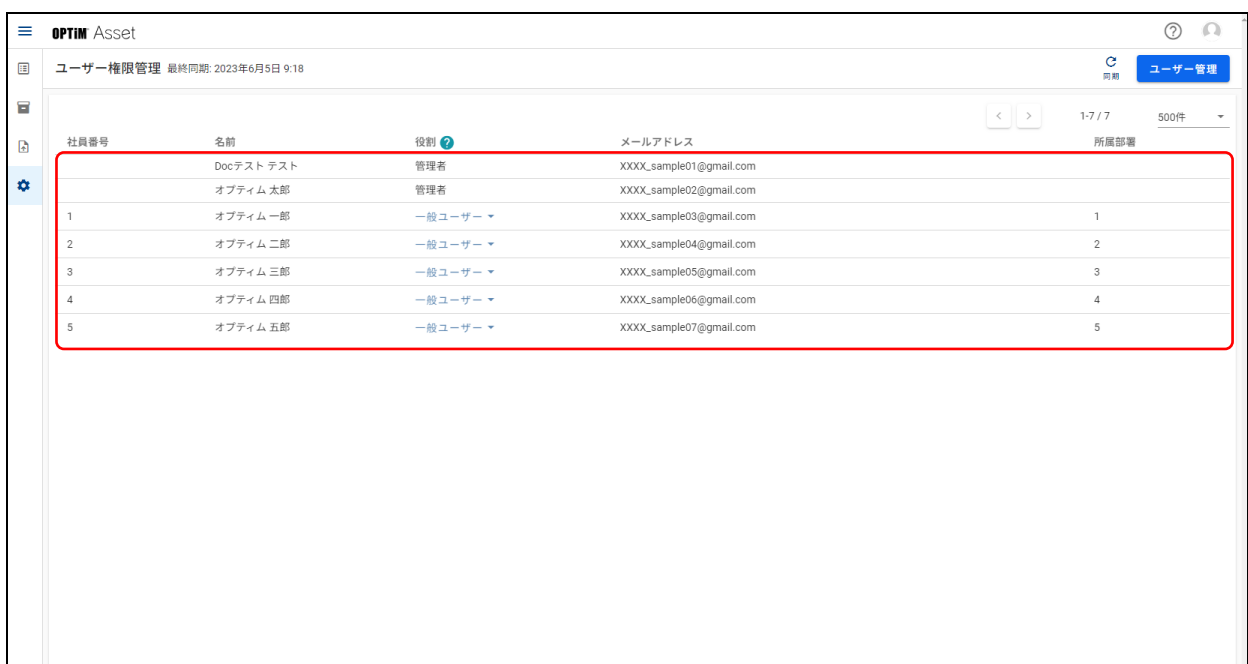 OPTiM Asset
ユーザー権限管理 最終同期: 2023年6月5日 9:18
同期
ユーザー管理
1-7 / 7
500件
社員番号 名前 役割 メールアドレス 所属部署
Docテスト テスト 管理者 XXXX_sample01@gmail.com
オプティム 太郎 管理者 XXXX_sample02@gmail.com
1 オプティム 一郎 一般ユーザー XXXX_sample03@gmail.com 1
2 オプティム 二郎 一般ユーザー XXXX_sample04@gmail.com 2
3 オプティム 三郎 一般ユーザー XXXX_sample05@gmail.com 3
4 オプティム 四郎 一般ユーザー XXXX_sample06@gmail.com 4
5 オプティム 五郎 一般ユーザー XXXX_sample07@gmail.com 5